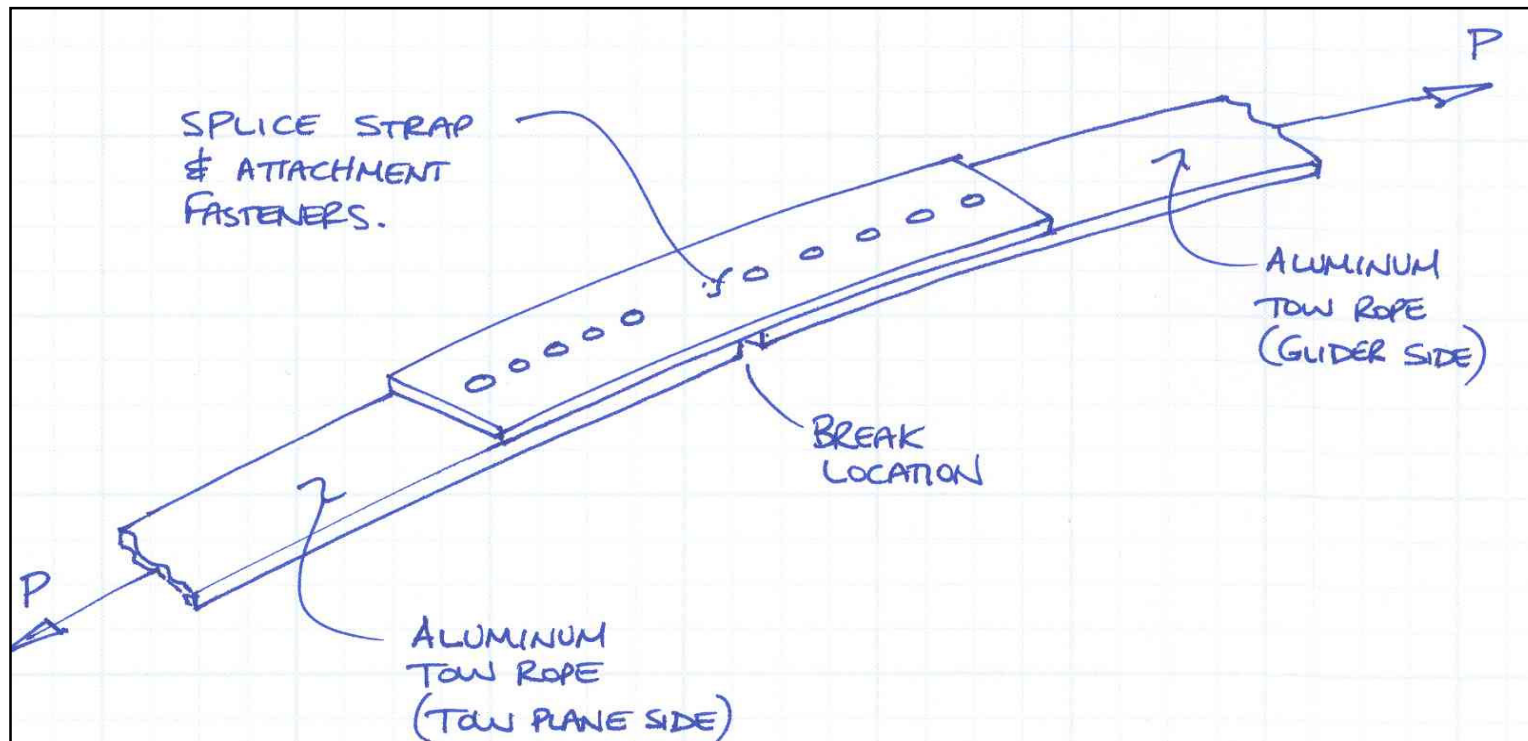 P
SPLICE STRAP
& ATTACHMENT
FASTENERS.
ALUMINUM
TOW ROPE
(GLIDER SIDE)
BREAK
LOCATION
P
ALUMINUM
TOW ROPE
(TOW PLANE SIDE)